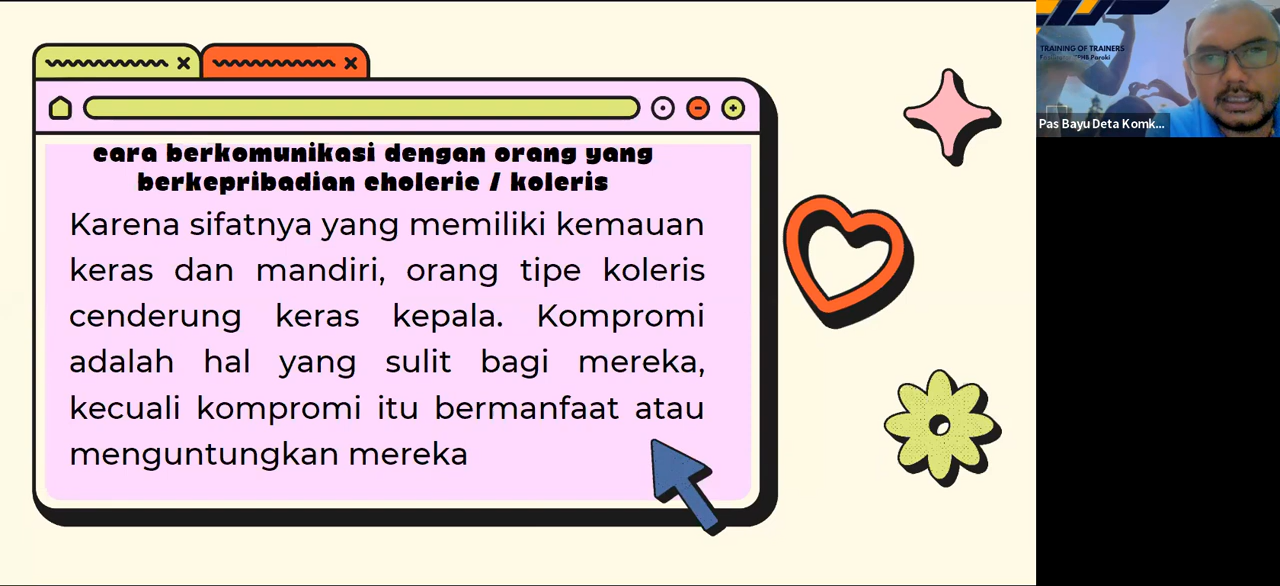 cara berkomunikasi dengan orang yang
berkepribadian choleric / koleris
Karena sifatnya yang memiliki kemauan
keras dan mandiri, orang tipe koleris
cenderung keras kepala. Kompromi
adalah hal yang sulit bagi mereka,
kecuali kompromi itu bermanfaat atau
menguntungkan mereka
TRAINING OF TRAINERS
Paroki
Pas Bayu Deta Komk...